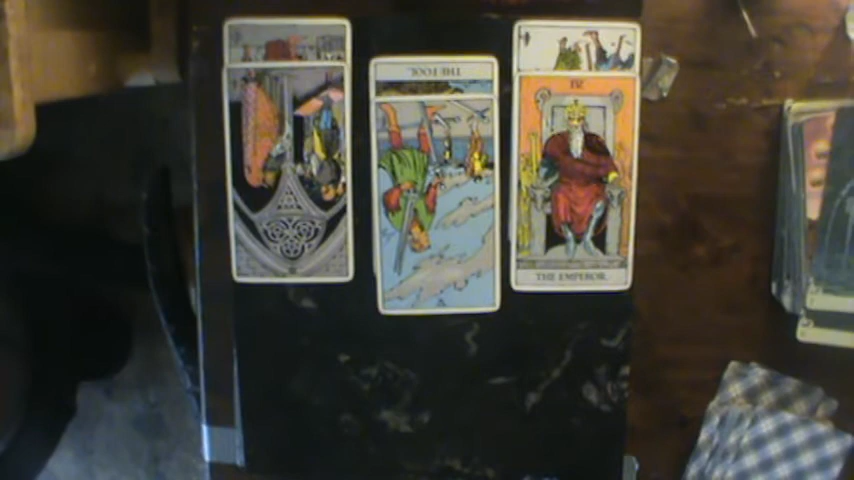 THE FOOL.
IV
THE EMPEROR.
V